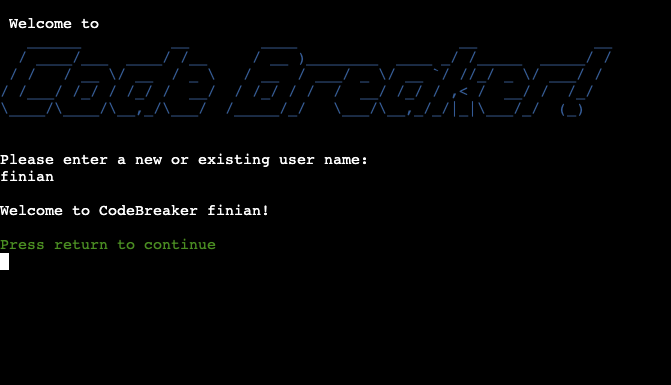 Welcome to
Code Breaker!
Please enter a new or existing user name:
finian
Welcome to CodeBreaker finian!
Press return to continue